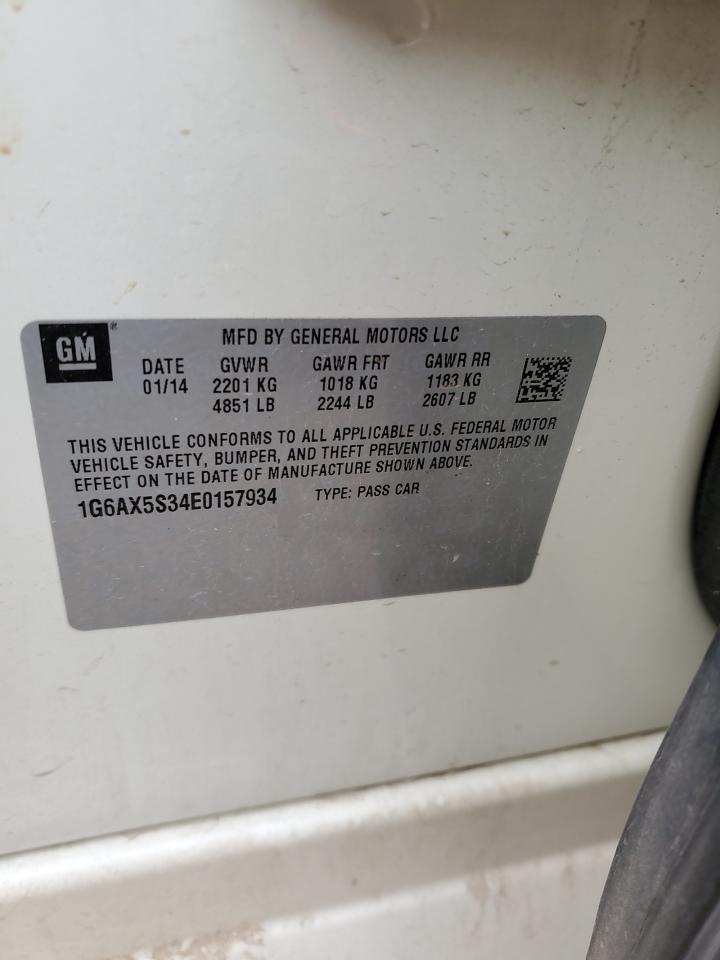 GM®
MFD BY GENERAL MOTORS LLC
DATE GVWR GAWR FRT GAWR RR
01/14 2201 KG 1018 KG 1183 KG
4851 LB 2244 LB 2607 LB
THIS VEHICLE CONFORMS TO ALL APPLICABLE U.S. FEDERAL MOTOR
VEHICLE SAFETY, BUMPER, AND THEFT PREVENTION STANDARDS IN
EFFECT ON THE DATE OF MANUFACTURE SHOWN ABOVE.
1G6AX5S34E0157934 TYPE: PASS CAR